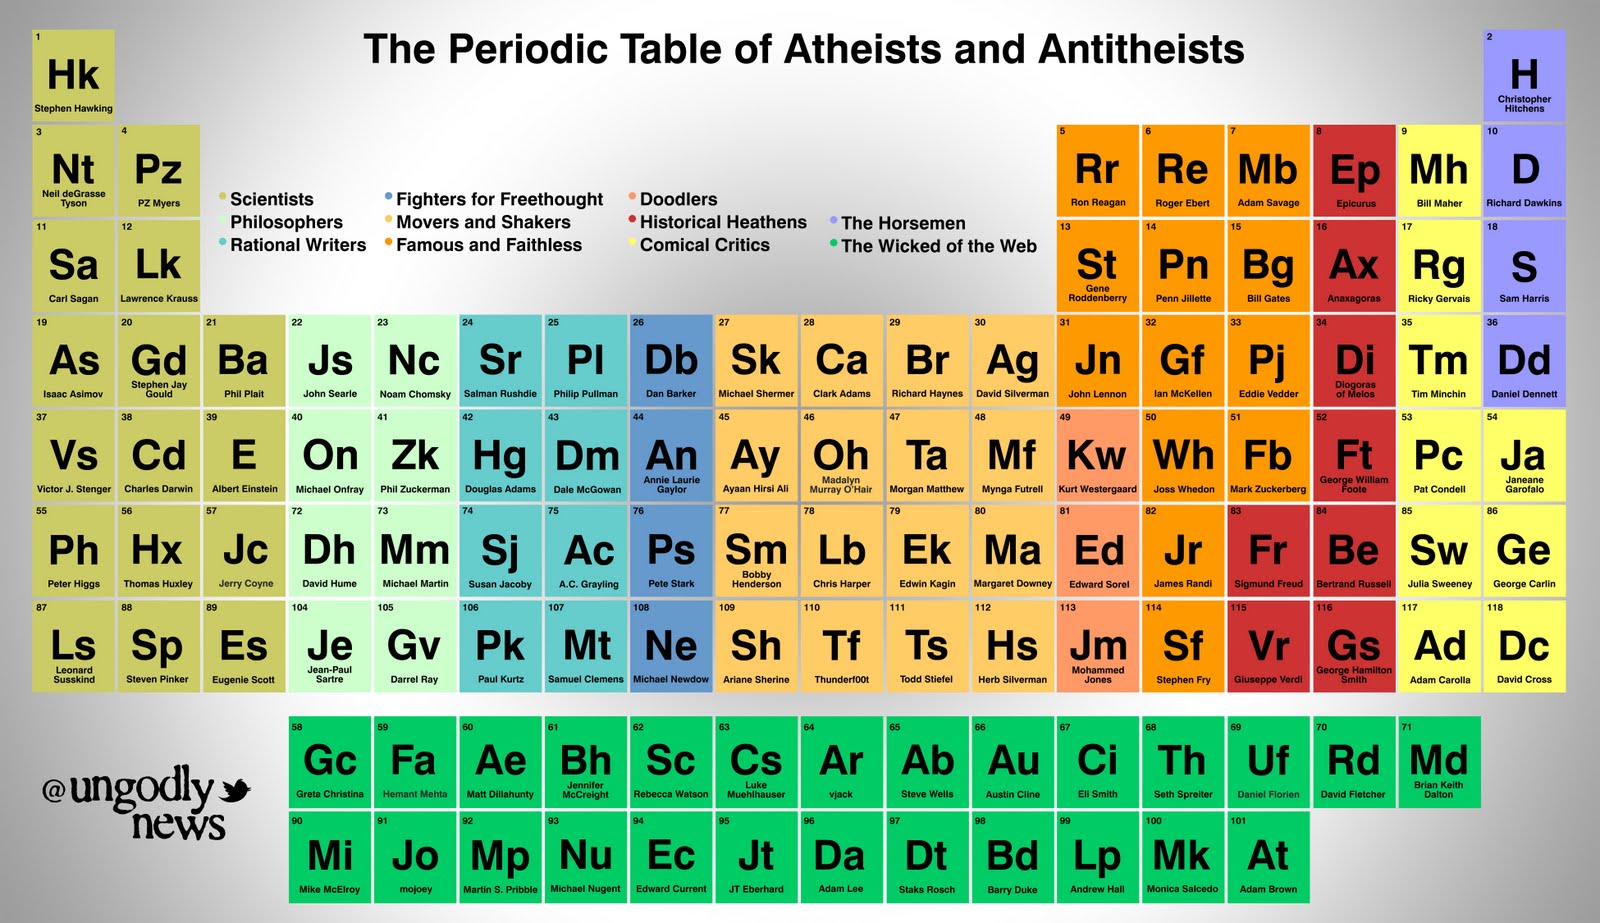 The Periodic Table of Atheists and Antitheists
1
Hk
Stephen Hawking
2
H
Christopher
Hitchens
3
Nt
Neil deGrasse
Tyson
4
Pz
PZ Myers
5
Rr
Ron Reagan
6
Re
Roger Ebert
7
Mb
Adam Savage
8
Ep
Epicurus
9
Mh
Bill Maher
10
D
Richard Dawkins
Scientists
Philosophers
Rational Writers
Fighters for Freethought
Movers and Shakers
Famous and Faithless
Doodlers
Historical Heathens
Comical Critics
The Horsemen
The Wicked of the Web
11
Sa
Carl Sagan
12
Lk
Lawrence Krauss
13
St
Gene
Roddenberry
14
Pn
Penn Jillette
15
Bg
Bill Gates
16
Ax
Anaxagoras
17
Rg
Ricky Gervais
18
S
Sam Harris
19
As
Isaac Asimov
20
Gd
Stephen Jay
Gould
21
Ba
Phil Plait
22
Js
John Searle
23
Nc
Noam Chomsky
24
Sr
Salman Rushdie
25
Pl
Philip Pullman
26
Db
Dan Barker
27
Sk
Michael Shermer
28
Ca
Clark Adams
29
Br
Richard Haynes
30
Ag
David Silverman
31
Jn
John Lennon
32
Gf
Ian McKellen
33
Pj
Eddie Vedder
34
Di
Diogoras
of Melos
35
Tm
Tim Minchin
36
Dd
Daniel Dennett
37
Vs
Victor J. Stenger
38
Cd
Charles Darwin
39
E
Albert Einstein
40
On
Michael Onfray
41
Zk
Phil Zuckerman
42
Hg
Douglas Adams
43
Dm
Dale McGowan
44
An
Annie Laurie
Gaylor
45
Ay
Ayaan Hirsi Ali
46
Oh
Madalyn
Murray O'Hair
47
Ta
Morgan Matthew
48
Mf
Mynga Futrell
49
Kw
Kurt Westergaard
50
Wh
Joss Whedon
51
Fb
Mark Zuckerberg
52
Ft
George William
Foote
53
Pc
Pat Condell
54
Ja
Janeane
Garofalo
55
Ph
Peter Higgs
56
Hx
Thomas Huxley
57
Jc
Jerry Coyne
72
Dh
David Hume
73
Mm
Michael Martin
74
Sj
Susan Jacoby
75
Ac
A.C. Grayling
76
Ps
Pete Stark
77
Sm
Bobby
Henderson
78
Lb
Chris Harper
79
Ek
Edwin Kagin
80
Ma
Margaret Downey
81
Ed
Edward Sorel
82
Jr
James Randi
83
Fr
Sigmund Freud
84
Be
Bertrand Russell
85
Sw
Julia Sweeney
86
Ge
George Carlin
87
Ls
Leonard
Susskind
88
Sp
Steven Pinker
89
Es
Eugenie Scott
104
Je
Jean-Paul
Sartre
105
Gv
Darrel Ray
106
Pk
Paul Kurtz
107
Mt
Samuel Clemens
108
Ne
Michael Newdow
109
Sh
Ariane Sherine
110
Tf
Thunderf00t
111
Ts
Todd Stiefel
112
Hs
Herb Silverman
113
Jm
Mohammed
Jones
114
Sf
Stephen Fry
115
Vr
Giuseppe Verdi
116
Gs
George Hamilton
Smith
117
Ad
Adam Carolla
118
Dc
David Cross
58
Gc
Greta Christina
59
Fa
Hemant Mehta
60
Ae
Matt Dillahunty
61
Bh
Jennifer
McCreight
62
Sc
Rebecca Watson
63
Cs
Luke
Muehlhauser
64
Ar
vjack
65
Ab
Steve Wells
66
Au
Austin Cline
67
Ci
Eli Smith
68
Th
Seth Spreiter
69
Uf
Daniel Florien
70
Rd
David Fletcher
71
Md
Brian Keith
Dalton
90
Mi
Mike McElroy
91
Jo
mojoey
92
Mp
Martin S. Pribble
93
Nu
Michael Nugent
94
Ec
Edward Current
95
Jt
JT Eberhard
96
Da
Adam Lee
97
Dt
Staks Rosch
98
Bd
Barry Duke
99
Lp
Andrew Hall
100
Mk
Monica Salcedo
101
At
Adam Brown
@ungodly
news